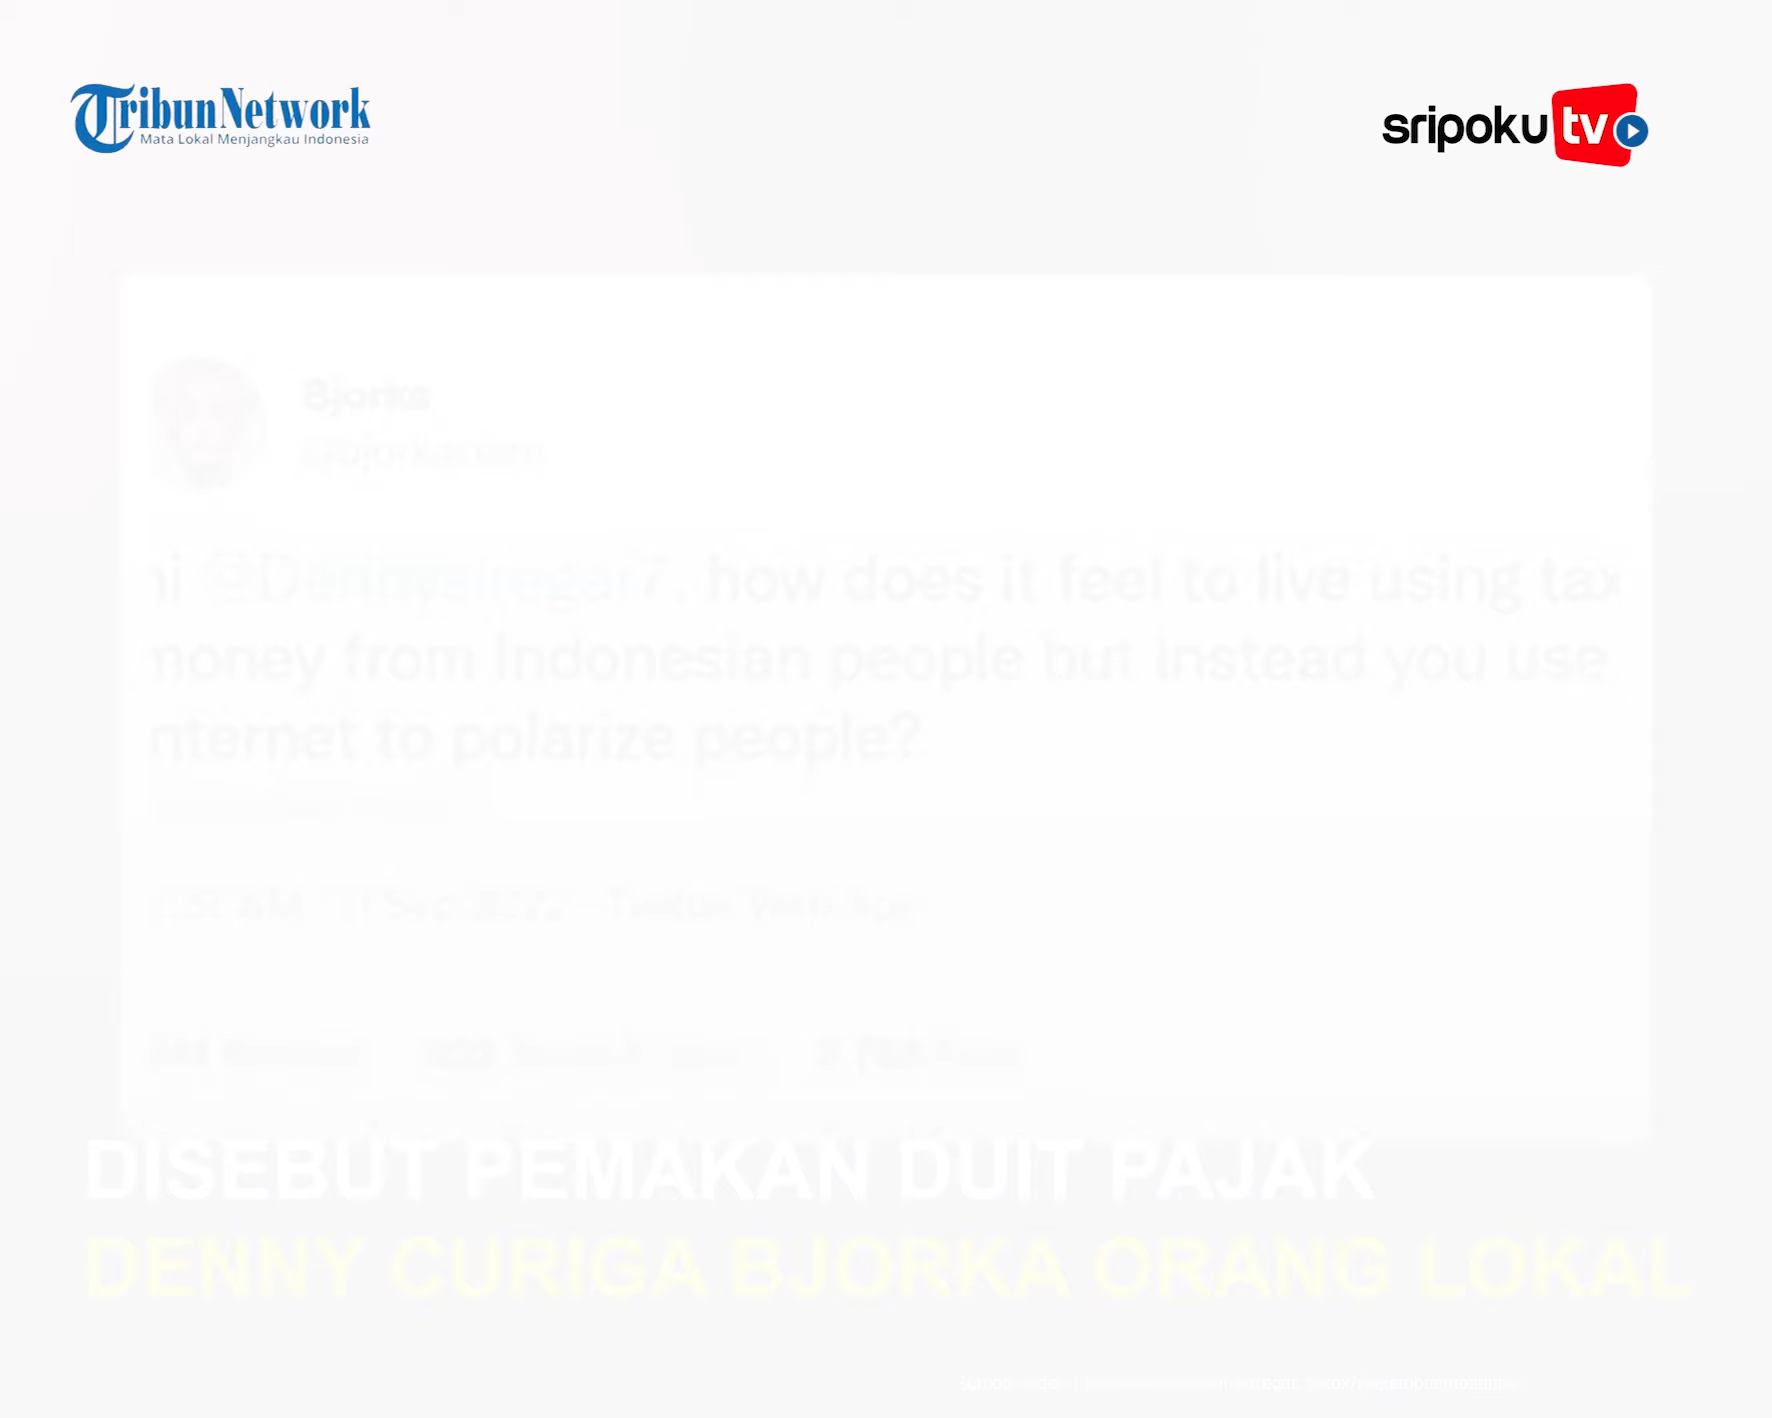 TribunNetwork
Mata Lokal Menjangkau Indonesia
sripoku tv
Bjorka
hi @Dennysiregar7, how does it feel to live using tax
money from Indonesian people but instead you use
internet to polarize people?
Sep 2022
DISEBUT PEMAKAN DUIT PAJAK
DENNY CURIGA BJORKA ORANG LOKAL